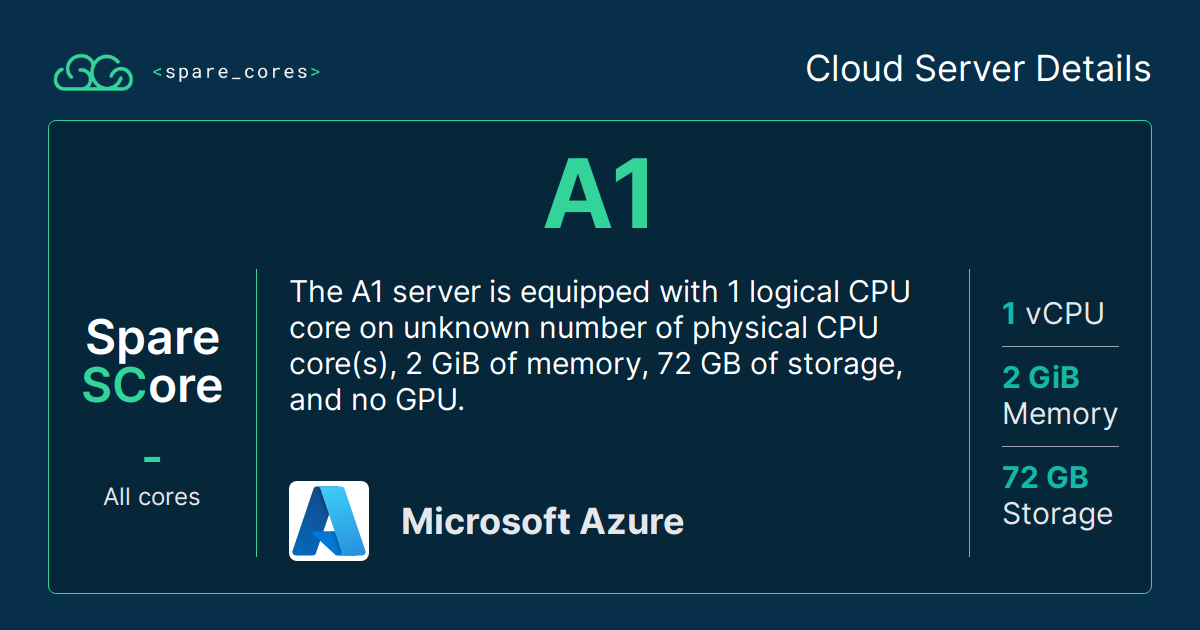 <spare_cores>
Cloud Server Details
A1
Spare
SCore
-
All cores
The A1 server is equipped with 1 logical CPU
core on unknown number of physical CPU
core(s), 2 GiB of memory, 72 GB of storage,
and no GPU.
Microsoft Azure
1 vCPU
2 GiB
Memory
72 GB
Storage